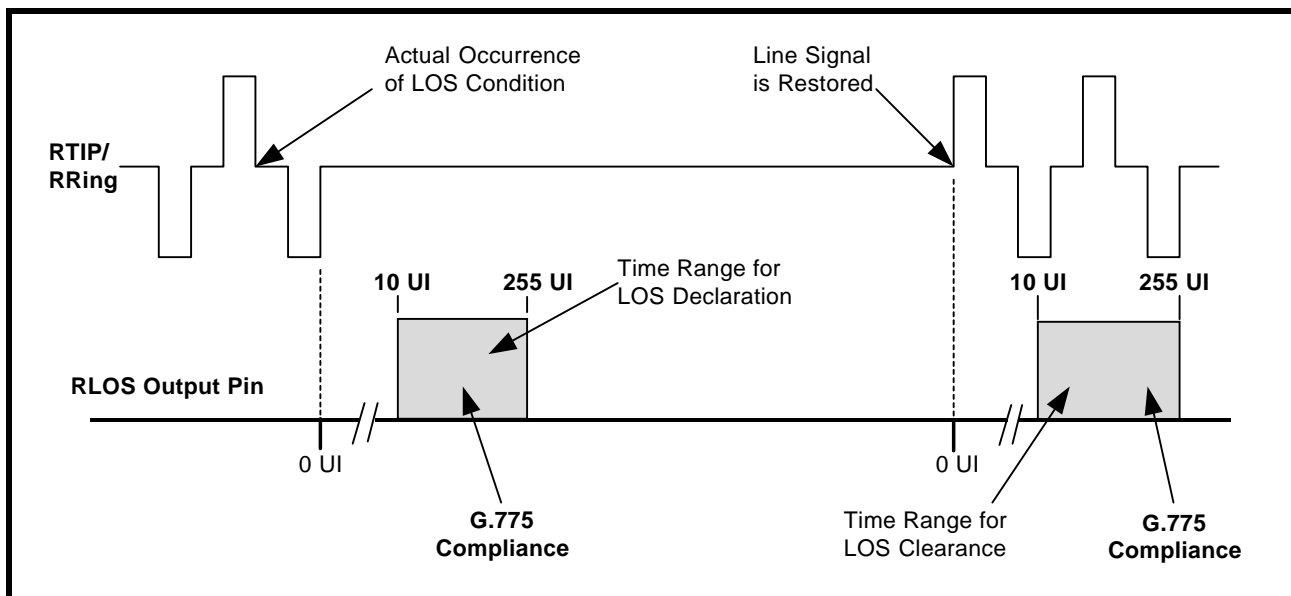 Actual Occurrence
of LOS Condition
Line Signal
is Restored
RTIP/
RRing
Time Range for
LOS Declaration
10 UI
255 UI
10 UI
255 UI
RLOS Output Pin
0 UI
0 UI
G.775
Compliance
Time Range for
LOS Clearance
G.775
Compliance